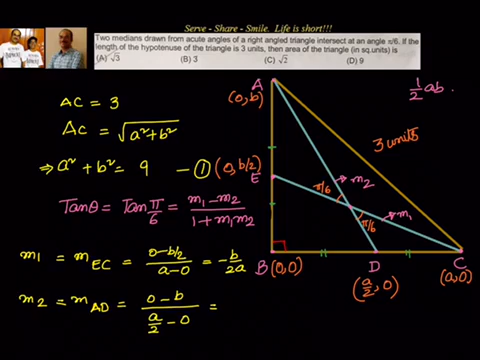 Serve - Share - Smile. Life is short!!!
Two medians drawn from acute angles of a right angled triangle intersect at an angle π/6. If the
length of the hypotenuse of the triangle is 3 units, then area of the triangle (in sq.units) is
(A) √3 (B) 3 (C) √2 (D) 9
AC = 3
AC = √(a² + b²)
⇒ a² + b² = 9 — ①
Tanθ = Tan π/6 = (m₁ - m₂)/(1 + m₁m₂)
m₁ = m_EC = (0 - b/2)/(a - 0) = -b/2a
m₂ = m_AD = (0 - b)/(a/2 - 0) =
1/2 ab.
A
(0, b)
3 units
(0, b/2)
E
m₂
π/6
m₁
π/6
B (0,0)
D
(a/2, 0)
C
(a, 0)